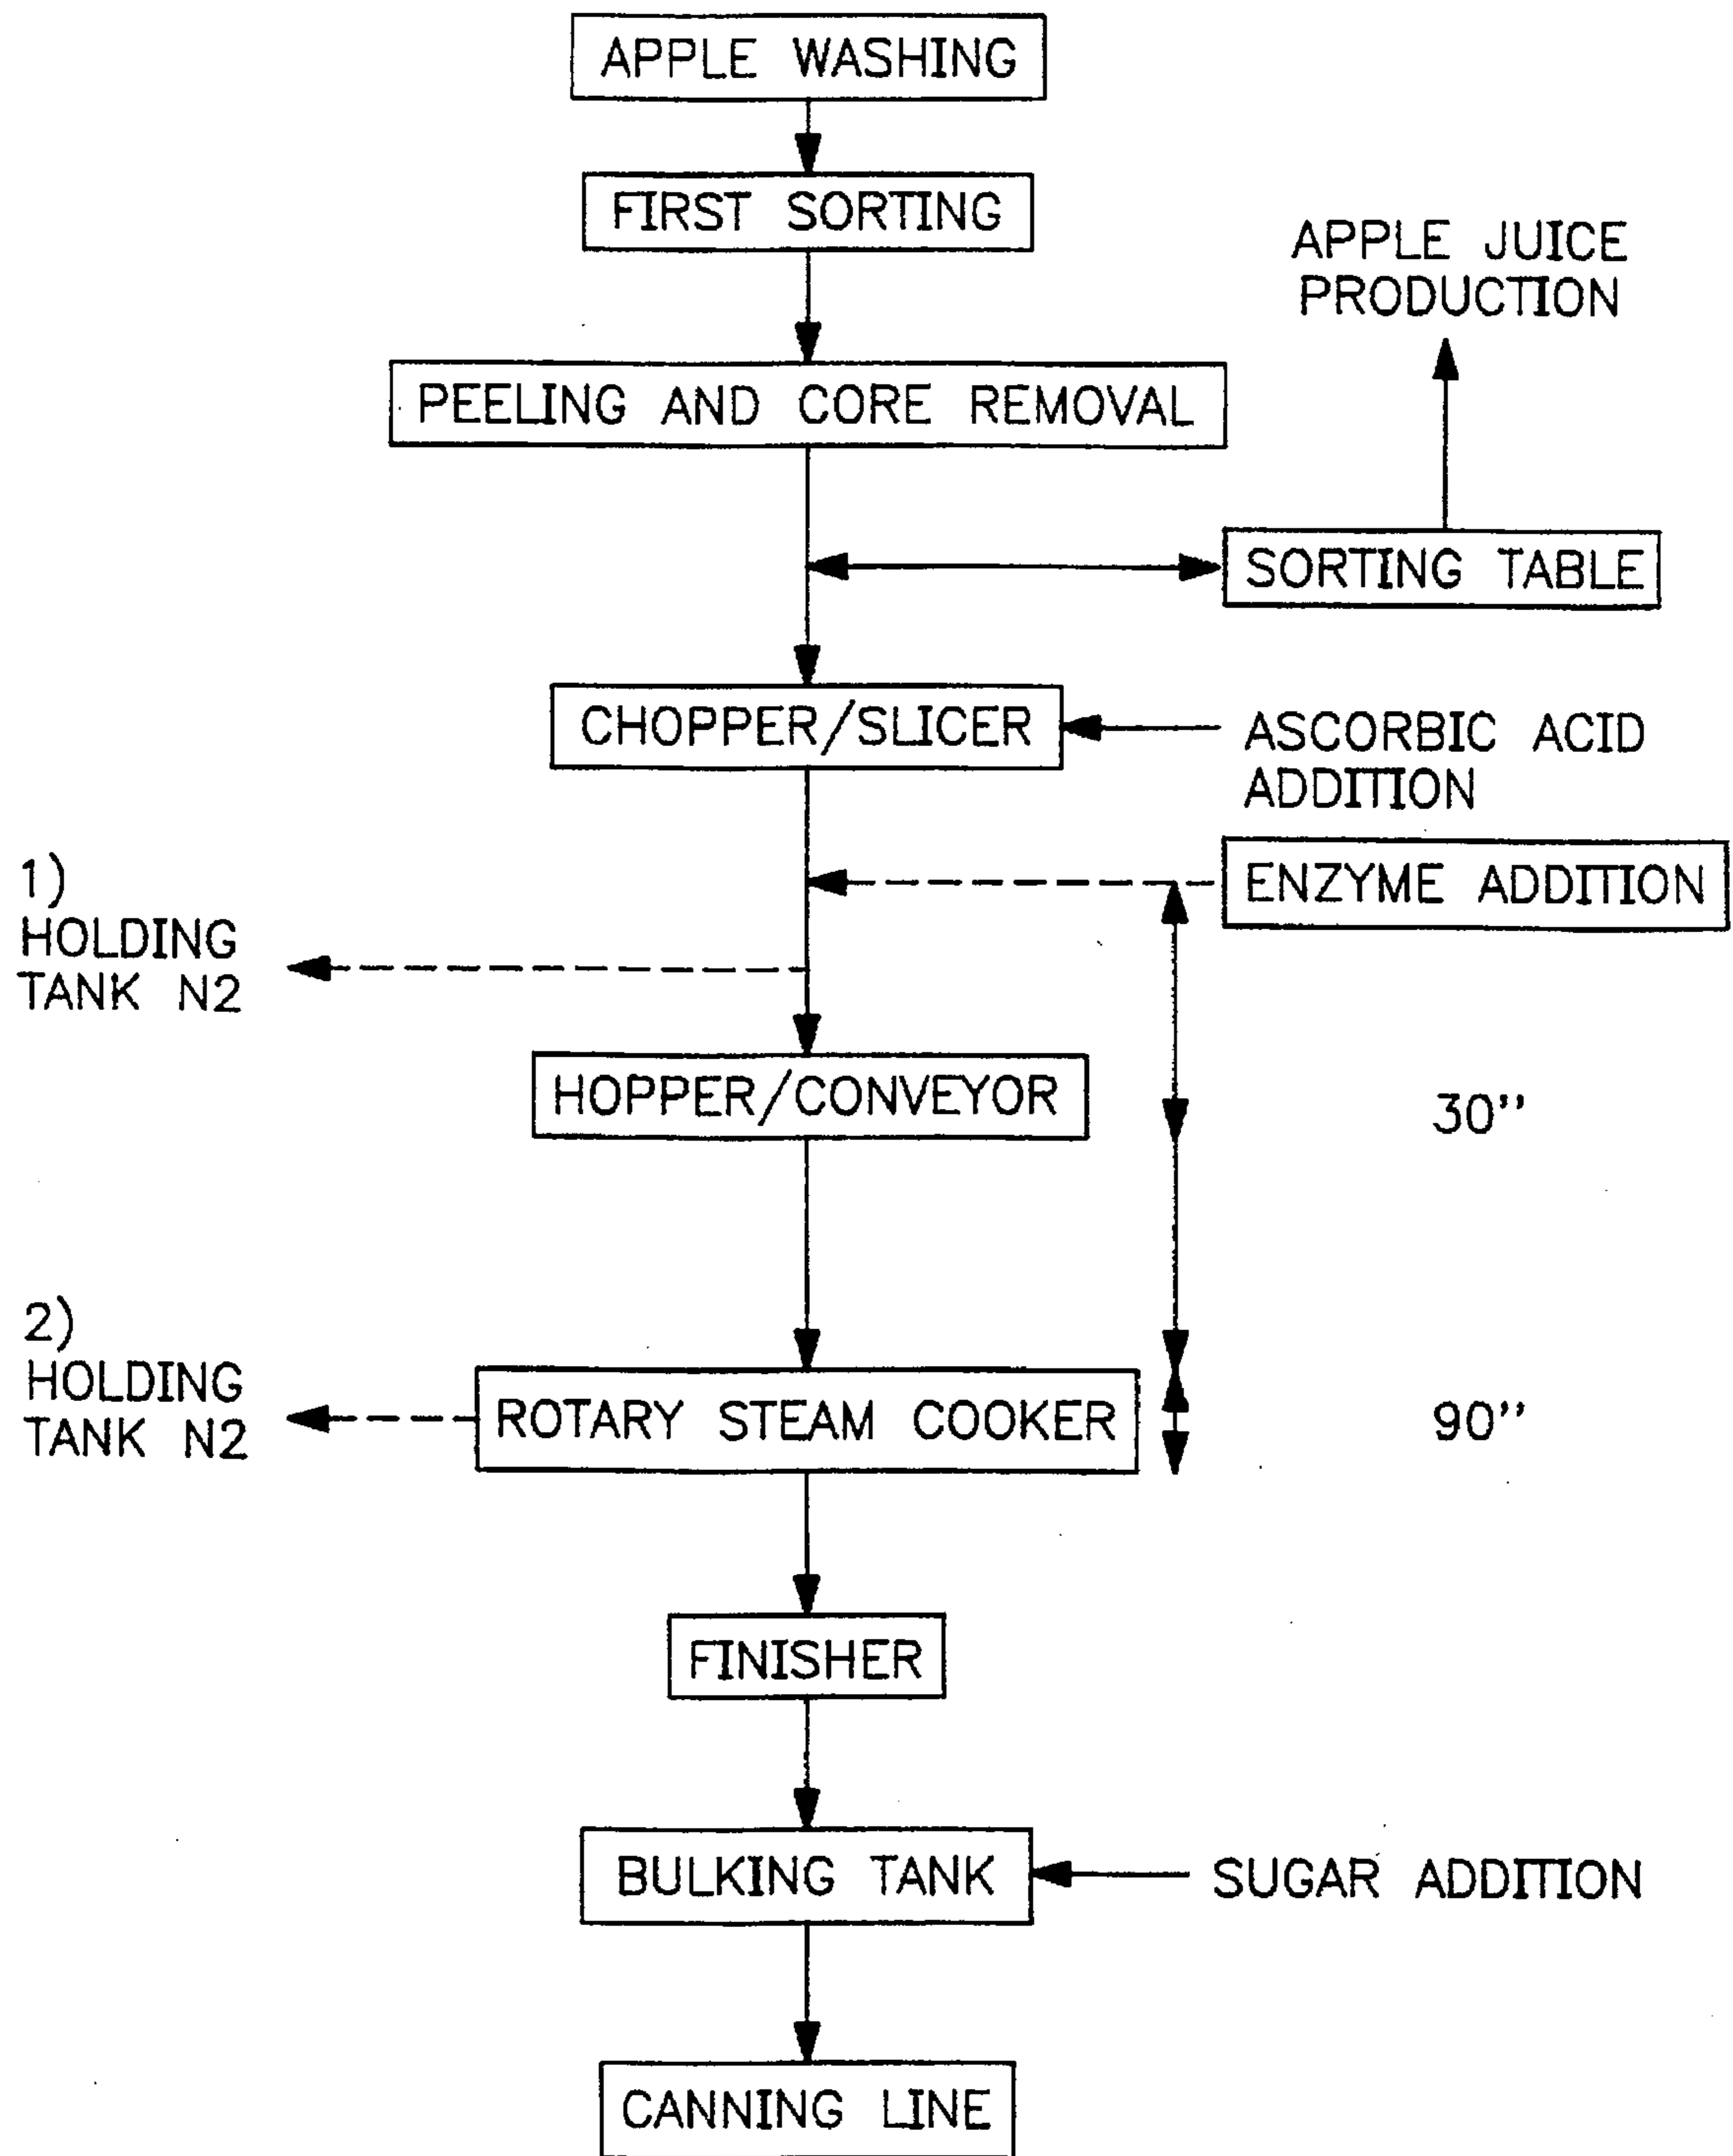 APPLE WASHING
FIRST SORTING
APPLE JUICE
PRODUCTION
PEELING AND CORE REMOVAL
SORTING TABLE
CHOPPER/SLICER
ASCORBIC ACID
ADDITION
ENZYME ADDITION
1)
HOLDING
TANK N2
HOPPER/CONVEYOR
30''
2)
HOLDING
TANK N2
ROTARY STEAM COOKER
90''
FINISHER
BULKING TANK
SUGAR ADDITION
CANNING LINE